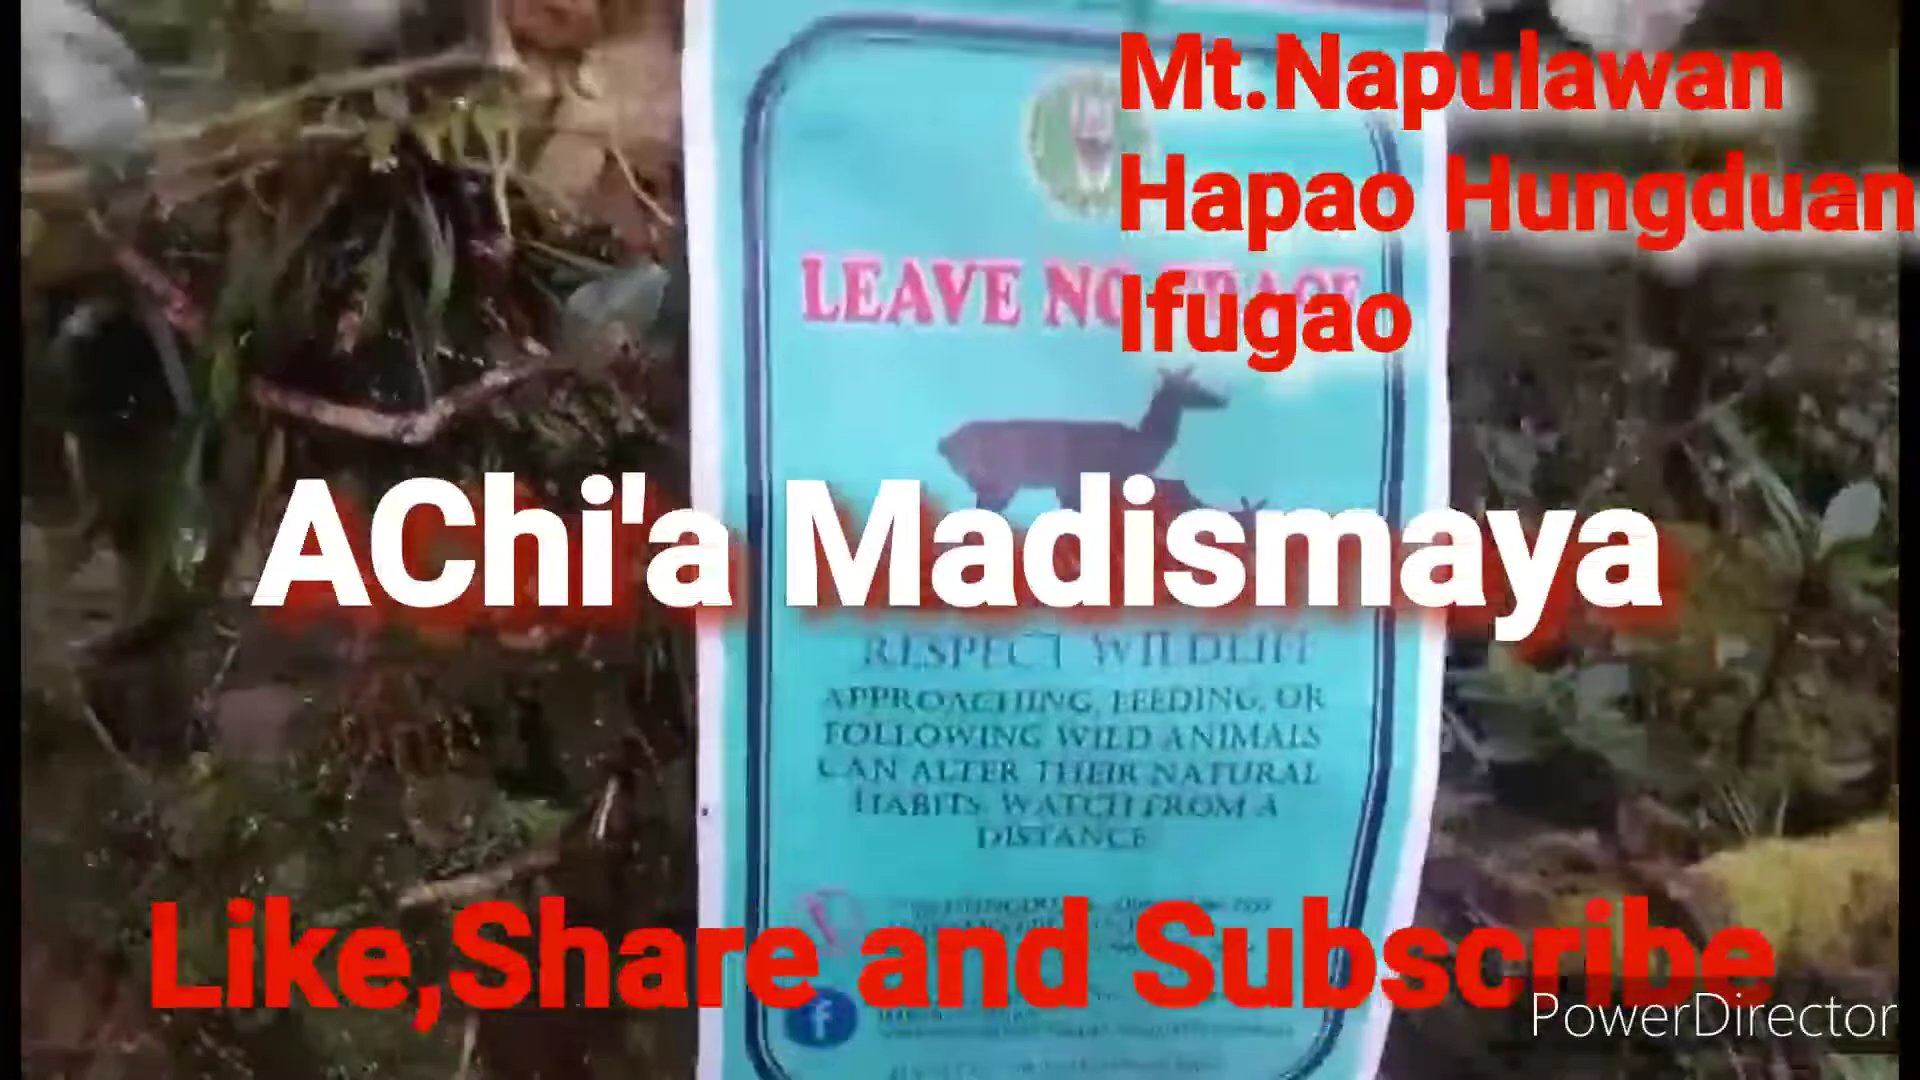 Mt.Napulawan
Hapao Hungduan
Ifugao
LEAVE NO TRACE
AChi'a Madismaya
RESPECT WILDLIFE
APPROACHING, FEEDING, OR
FOLLOWING WILD ANIMALS
CAN ALTER THEIR NATURAL
HABITS. WATCH FROM A
DISTANCE
Like,Share and Subscribe
PowerDirector